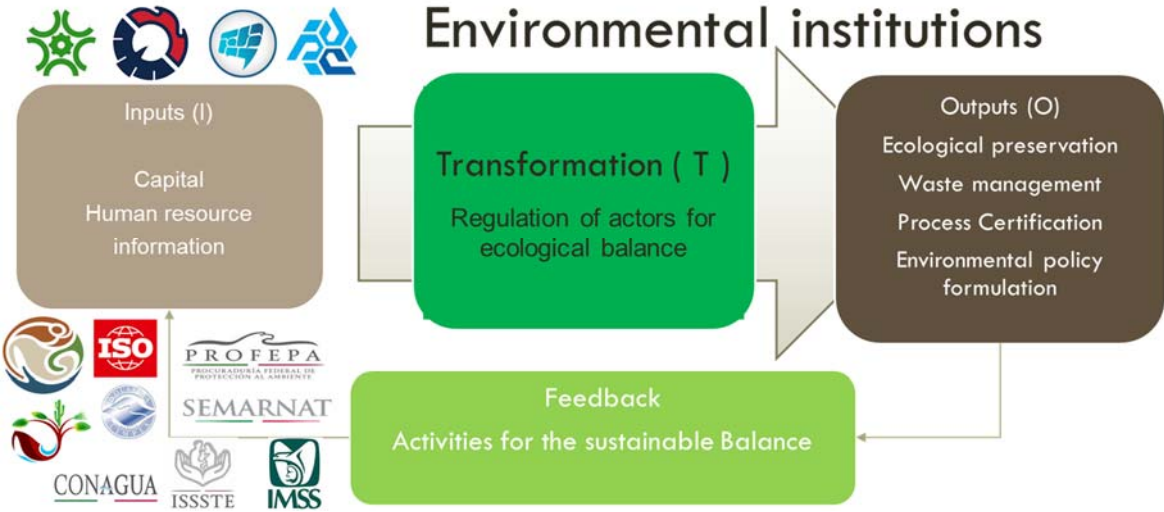 Environmental institutions
Inputs (I)
Capital
Human resource
information
Transformation ( T )
Regulation of actors for
ecological balance
Outputs (O)
Ecological preservation
Waste management
Process Certification
Environmental policy
formulation
Feedback
Activities for the sustainable Balance
ISO
PROFEPA
PROCURADURÍA FEDERAL DE
PROTECCIÓN AL AMBIENTE
SEMARNAT
CONAGUA
ISSSTE
IMSS